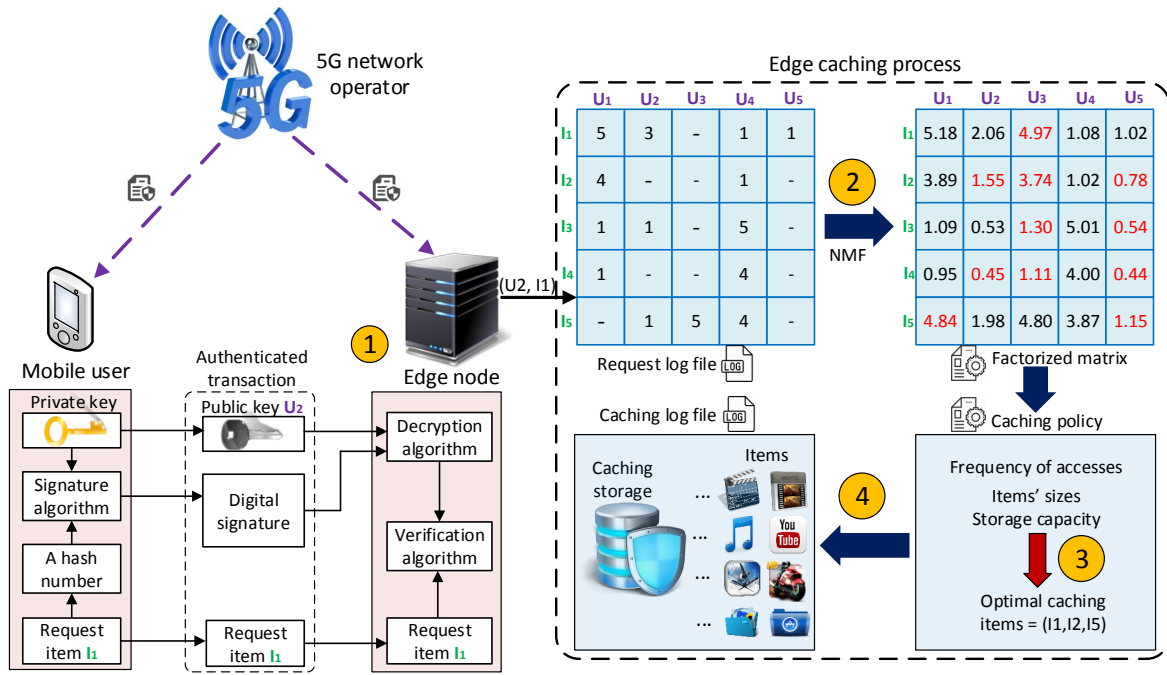 5G network
operator
5G
Edge caching process
U1 U2 U3 U4 U5
I1 5 3 - 1 1
I2 4 - - 1 -
I3 1 1 - 5 -
I4 1 - - 4 -
I5 - 1 5 4 -
2
NMF
U1 U2 U3 U4 U5
I1 5.18 2.06 4.97 1.08 1.02
I2 3.89 1.55 3.74 1.02 0.78
I3 1.09 0.53 1.30 5.01 0.54
I4 0.95 0.45 1.11 4.00 0.44
I5 4.84 1.98 4.80 3.87 1.15
(U2, I1)
1
Request log file
LOG
Factorized matrix
Caching log file
LOG
Caching policy
Mobile user
Authenticated
transaction
Edge node
Private key
Public key U2
Decryption
algorithm
Signature
algorithm
Digital
signature
Verification
algorithm
A hash
number
Request
item I1
Request
item I1
Request
item I1
Caching
storage
Items
...
...
...
...
You
Tube
4
Frequency of accesses
Items' sizes
Storage capacity
3
Optimal caching
items = (I1,I2,I5)